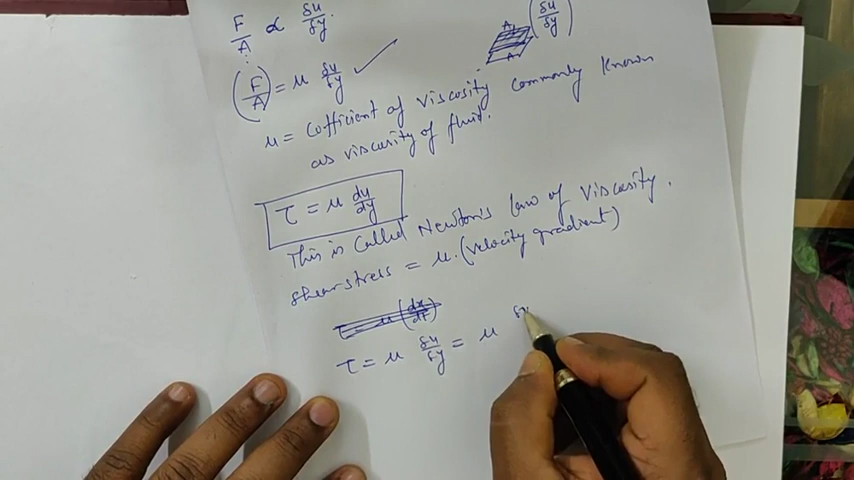 F/A ∝ δu/δy.
A A (δu/δy)
(F/A) = μ δu/δy ✓
μ = Cofficient of viscosity commonly known
as viscosity of fluid.
τ = μ du/dy
This is called Newton's law of viscosity.
shear stress = μ. (velocity gradient)
τ = μ δu/δy = μ